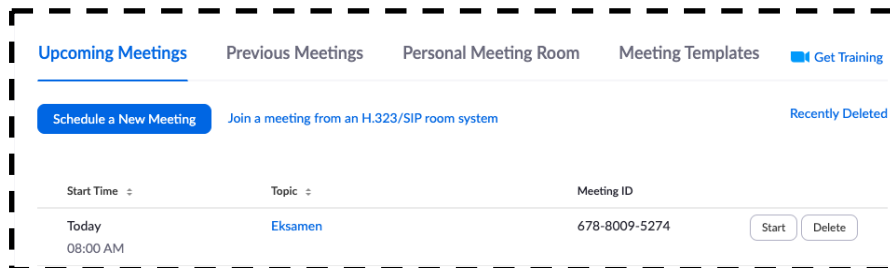 Upcoming Meetings Previous Meetings Personal Meeting Room Meeting Templates Get Training
Schedule a New Meeting Join a meeting from an H.323/SIP room system Recently Deleted
Start Time Topic Meeting ID
Today Eksamen 678-8009-5274 Start Delete
08:00 AM